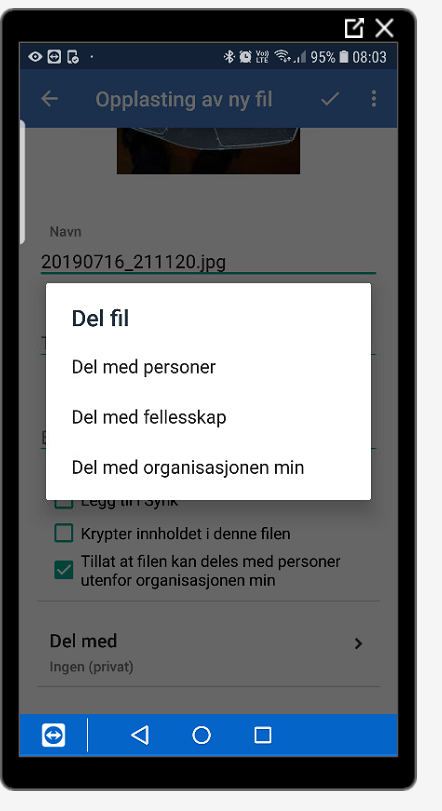 Vo)) LTE 95% 08:03
Opplasting av ny fil
Navn
20190716_211120.jpg
Del fil
Del med personer
Del med fellesskap
Del med organisasjonen min
Legg til i Synk
Krypter innholdet i denne filen
Tillat at filen kan deles med personer
utenfor organisasjonen min
Del med
Ingen (privat)